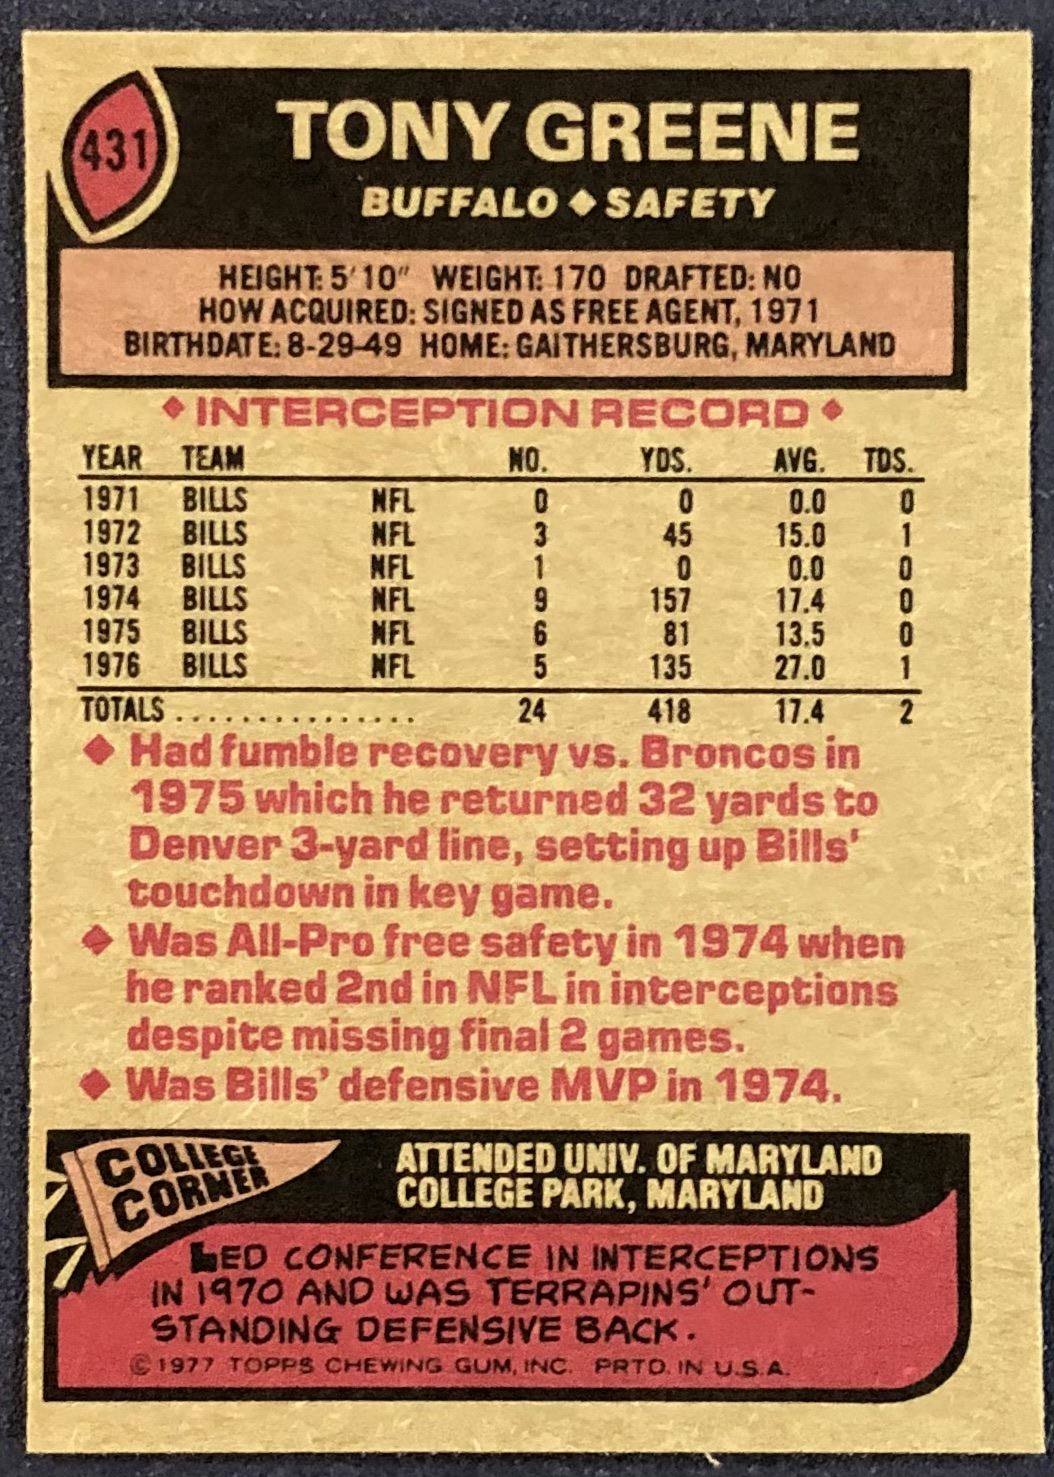 431
TONY GREENE
BUFFALO ◆ SAFETY
HEIGHT: 5'10" WEIGHT: 170 DRAFTED: NO
HOW ACQUIRED: SIGNED AS FREE AGENT, 1971
BIRTHDATE: 8-29-49 HOME: GAITHERSBURG, MARYLAND
◆ INTERCEPTION RECORD ◆
YEAR TEAM NO. YDS. AVG. TDS.
1971 BILLS NFL 0 0 0.0 0
1972 BILLS NFL 3 45 15.0 1
1973 BILLS NFL 1 0 0.0 0
1974 BILLS NFL 9 157 17.4 0
1975 BILLS NFL 6 81 13.5 0
1976 BILLS NFL 5 135 27.0 1
TOTALS ............... 24 418 17.4 2
◆ Had fumble recovery vs. Broncos in
1975 which he returned 32 yards to
Denver 3-yard line, setting up Bills'
touchdown in key game.
◆ Was All-Pro free safety in 1974 when
he ranked 2nd in NFL in interceptions
despite missing final 2 games.
◆ Was Bills' defensive MVP in 1974.
COLLEGE
CORNER
ATTENDED UNIV. OF MARYLAND
COLLEGE PARK, MARYLAND
LED CONFERENCE IN INTERCEPTIONS
IN 1970 AND WAS TERRAPINS' OUT-
STANDING DEFENSIVE BACK.
©1977 TOPPS CHEWING GUM, INC. PRTD. IN U.S.A.